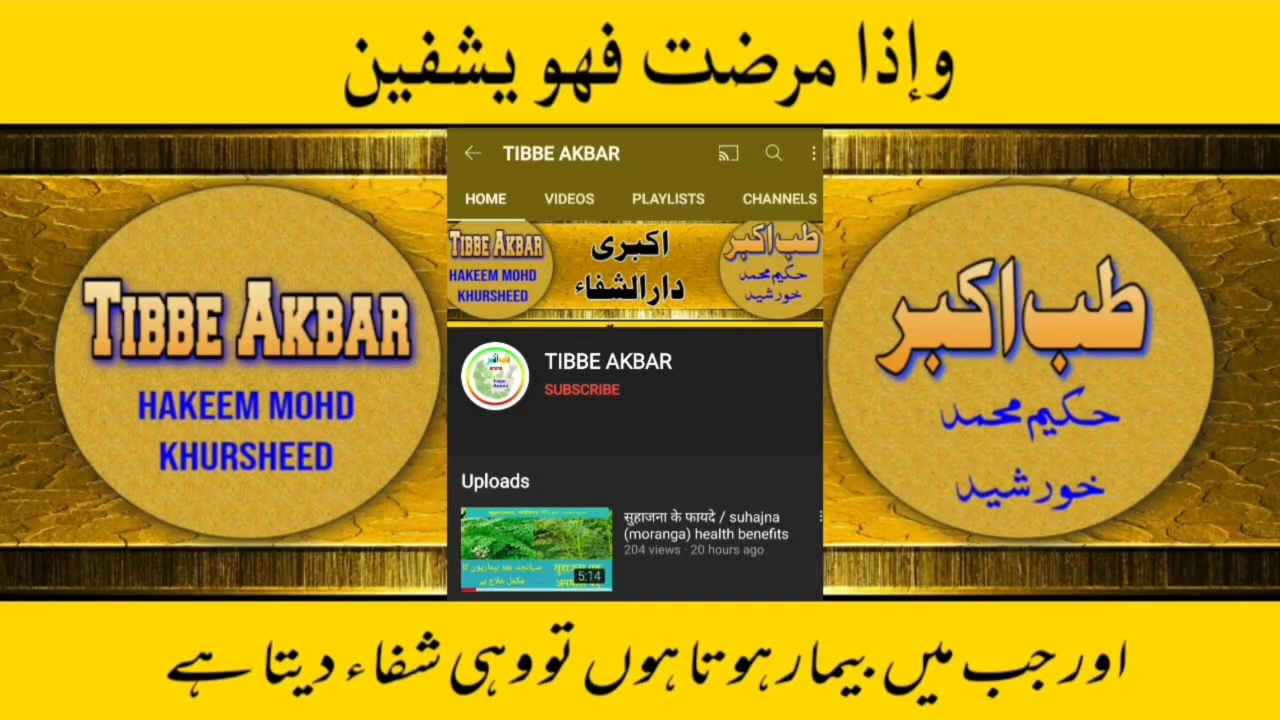 وإذا مرضت فهو يشفين
TIBBE AKBAR
HOME VIDEOS PLAYLISTS CHANNELS
TIBBE AKBAR
HAKEEM MOHD
KHURSHEED
اکبری
دارالشفاء
طب اکبر
حکیم محمد
خورشید
TIBBE AKBAR
HAKEEM MOHD
KHURSHEED
TIBBE AKBAR
SUBSCRIBE
طب اکبر
حکیم محمد
خورشید
Uploads
सुहाजना के फायदे / suhajna
(moranga) health benefits
204 views · 20 hours ago
5:14
اور جب میں بیمار ہوتا ہوں تو وہی شفاء دیتا ہے